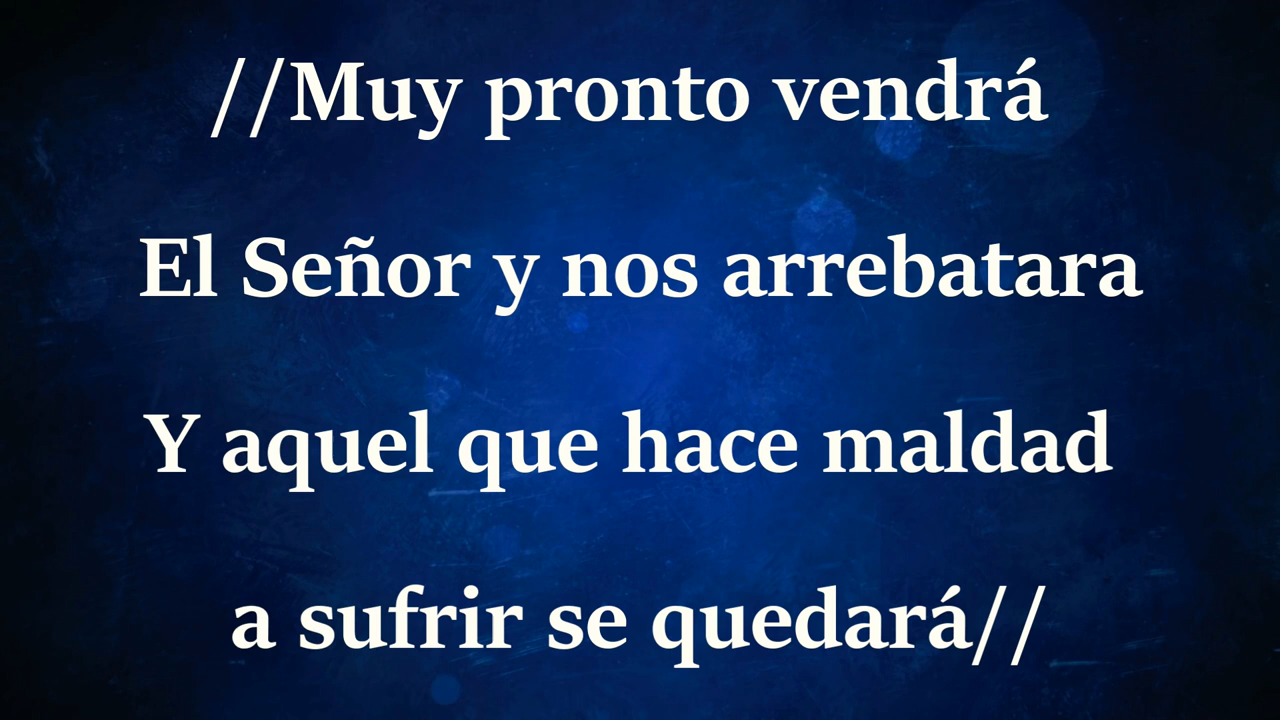 //Muy pronto vendrá
El Señor y nos arrebatara
Y aquel que hace maldad
a sufrir se quedará//